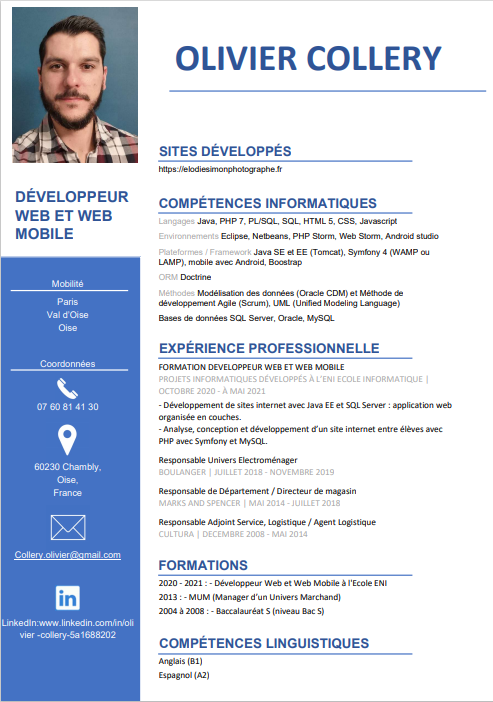 OLIVIER COLLERY
DÉVELOPPEUR
WEB ET WEB
MOBILE
Mobilité
Paris
Val d'Oise
Oise
Coordonnées
07 60 81 41 30
60230 Chambly,
Oise,
France
Collery.olivier@gmail.com
in
LinkedIn:www.linkedin.com/in/oli
vier -collery-5a1688202
SITES DÉVELOPPÉS
https://elodiesimonphotographe.fr
COMPÉTENCES INFORMATIQUES
Langages Java, PHP 7, PL/SQL, SQL, HTML 5, CSS, Javascript
Environnements Eclipse, Netbeans, PHP Storm, Web Storm, Android studio
Plateformes / Framework Java SE et EE (Tomcat), Symfony 4 (WAMP ou
LAMP), mobile avec Android, Boostrap
ORM Doctrine
Méthodes Modélisation des données (Oracle CDM) et Méthode de
développement Agile (Scrum), UML (Unified Modeling Language)
Bases de données SQL Server, Oracle, MySQL
EXPÉRIENCE PROFESSIONNELLE
FORMATION DEVELOPPEUR WEB ET WEB MOBILE
PROJETS INFORMATIQUES DÉVELOPPÉS À L'ENI ECOLE INFORMATIQUE |
OCTOBRE 2020 - À MAI 2021
- Développement de sites internet avec Java EE et SQL Server : application web
organisée en couches.
- Analyse, conception et développement d'un site internet entre élèves avec
PHP avec Symfony et MySQL.
Responsable Univers Electroménager
BOULANGER | JUILLET 2018 - NOVEMBRE 2019
Responsable de Département / Directeur de magasin
MARKS AND SPENCER | MAI 2014 - JUILLET 2018
Responsable Adjoint Service, Logistique / Agent Logistique
CULTURA | DECEMBRE 2008 - MAI 2014
FORMATIONS
2020 - 2021 : - Développeur Web et Web Mobile à l'Ecole ENI
2013 : - MUM (Manager d'un Univers Marchand)
2004 à 2008 : - Baccalauréat S (niveau Bac S)
COMPÉTENCES LINGUISTIQUES
Anglais (B1)
Espagnol (A2)